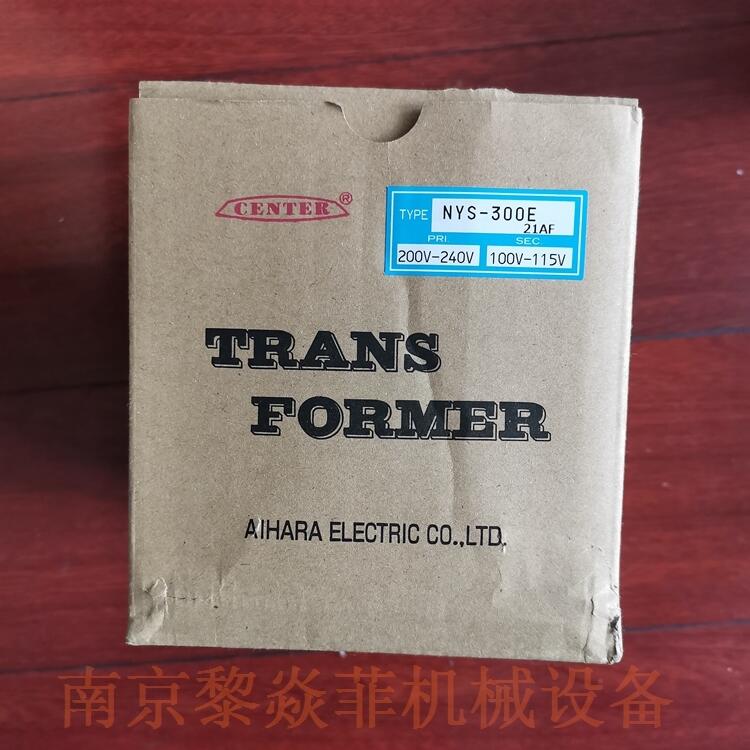 CENTER®
TYPE NYS-300E
21AF
PRI. SEC
200V-240V 100V-115V
TRANS
FORMER
AIHARA ELECTRIC CO.,LTD.
南京黎焱菲机械设备